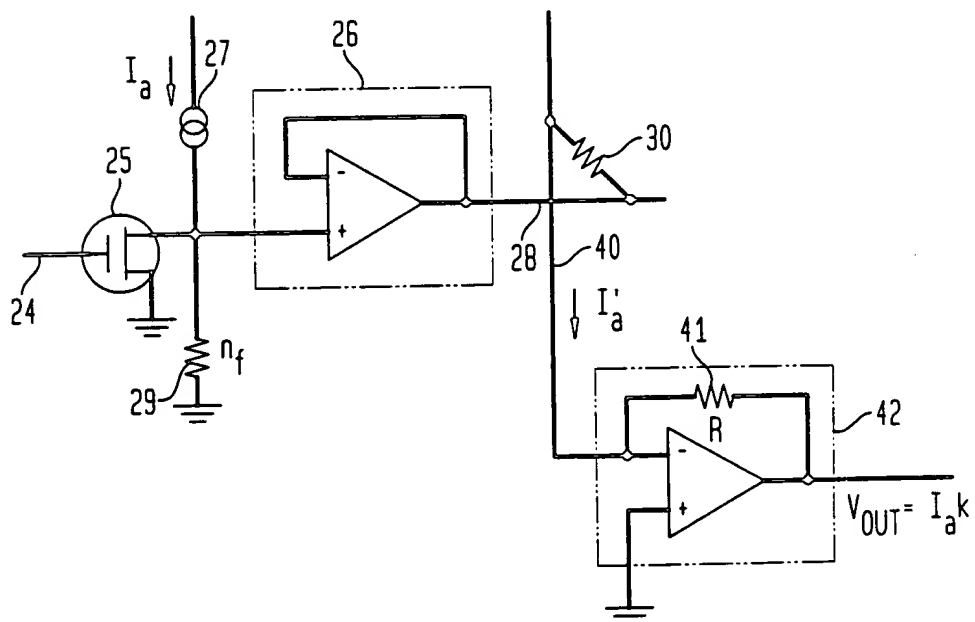 26
27
I_a
25
30
-
+
24
28
40
29
n_f
I'_a
41
42
R
-
+
V_OUT = I_a k